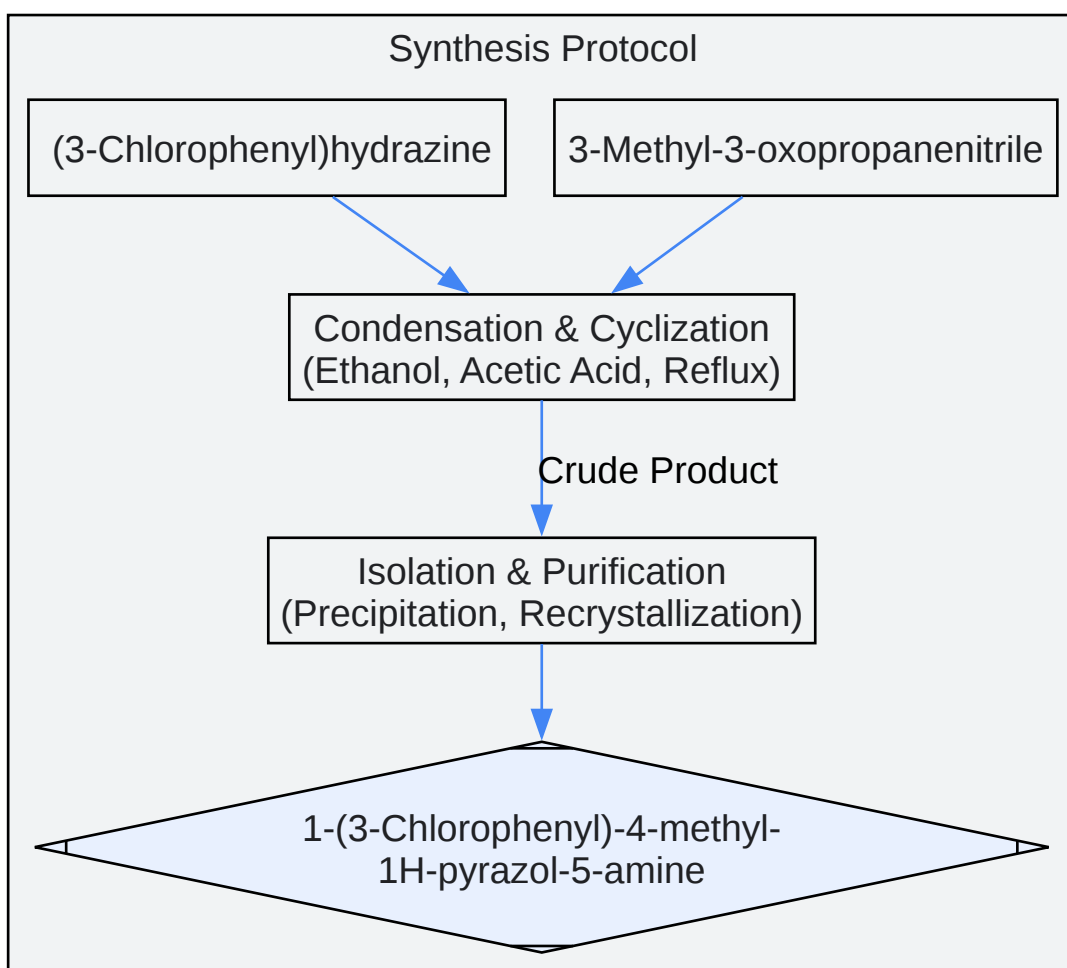 Synthesis Protocol
(3-Chlorophenyl)hydrazine
3-Methyl-3-oxopropanenitrile
Condensation & Cyclization
(Ethanol, Acetic Acid, Reflux)
Crude Product
Isolation & Purification
(Precipitation, Recrystallization)
1-(3-Chlorophenyl)-4-methyl-
1H-pyrazol-5-amine